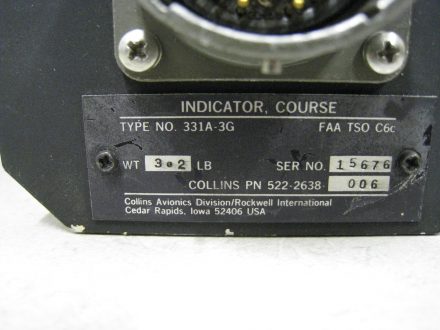 INDICATOR, COURSE
TYPE NO. 331A-3G FAA TSO C6c
WT 3.2 LB SER NO. 15676
COLLINS PN 522-2638- 006
Collins Avionics Division/Rockwell International
Cedar Rapids, Iowa 52406 USA